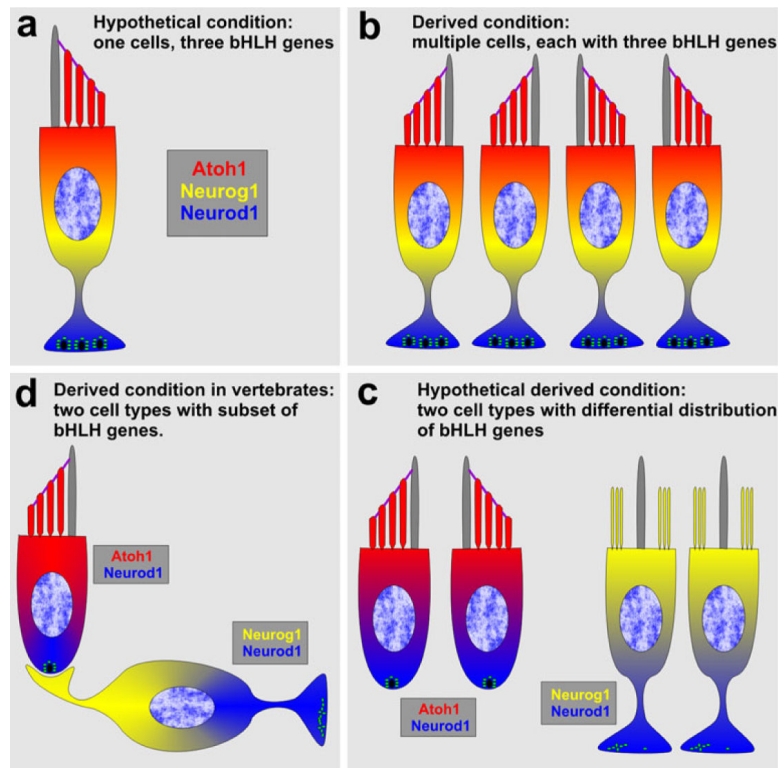 a
Hypothetical condition:
one cells, three bHLH genes
Atoh1
Neurog1
Neurod1
b
Derived condition:
multiple cells, each with three bHLH genes
d
Derived condition in vertebrates:
two cell types with subset of
bHLH genes.
Atoh1
Neurod1
Neurog1
Neurod1
c
Hypothetical derived condition:
two cell types with differential distribution
of bHLH genes
Atoh1
Neurod1
Neurog1
Neurod1